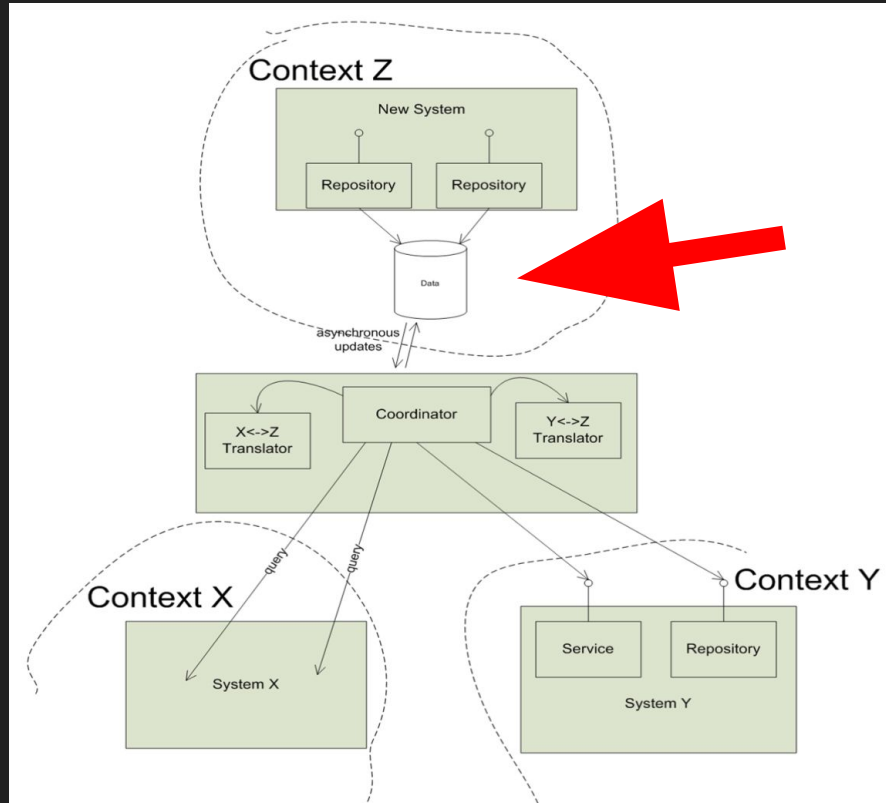 Context Z
New System
Repository
Repository
Data
asynchronous
updates
Coordinator
X<->Z
Translator
Y<->Z
Translator
query
query
Context X
Context Y
System X
Service
Repository
System Y